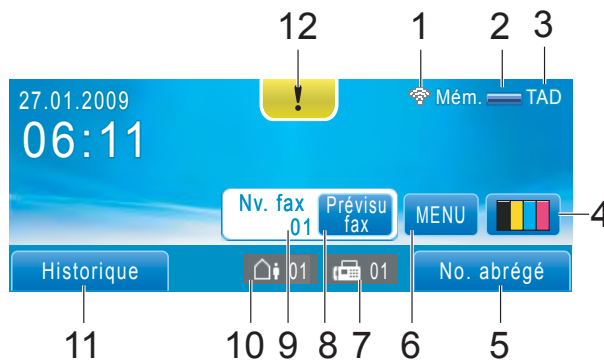 12 1 2 3
27.01.2009 ! Mém. TAD
06:11
Nv. fax Prévisu MENU 4
01 fax
Historique 01 01 No. abrégé
11 10 9 8 7 6 5